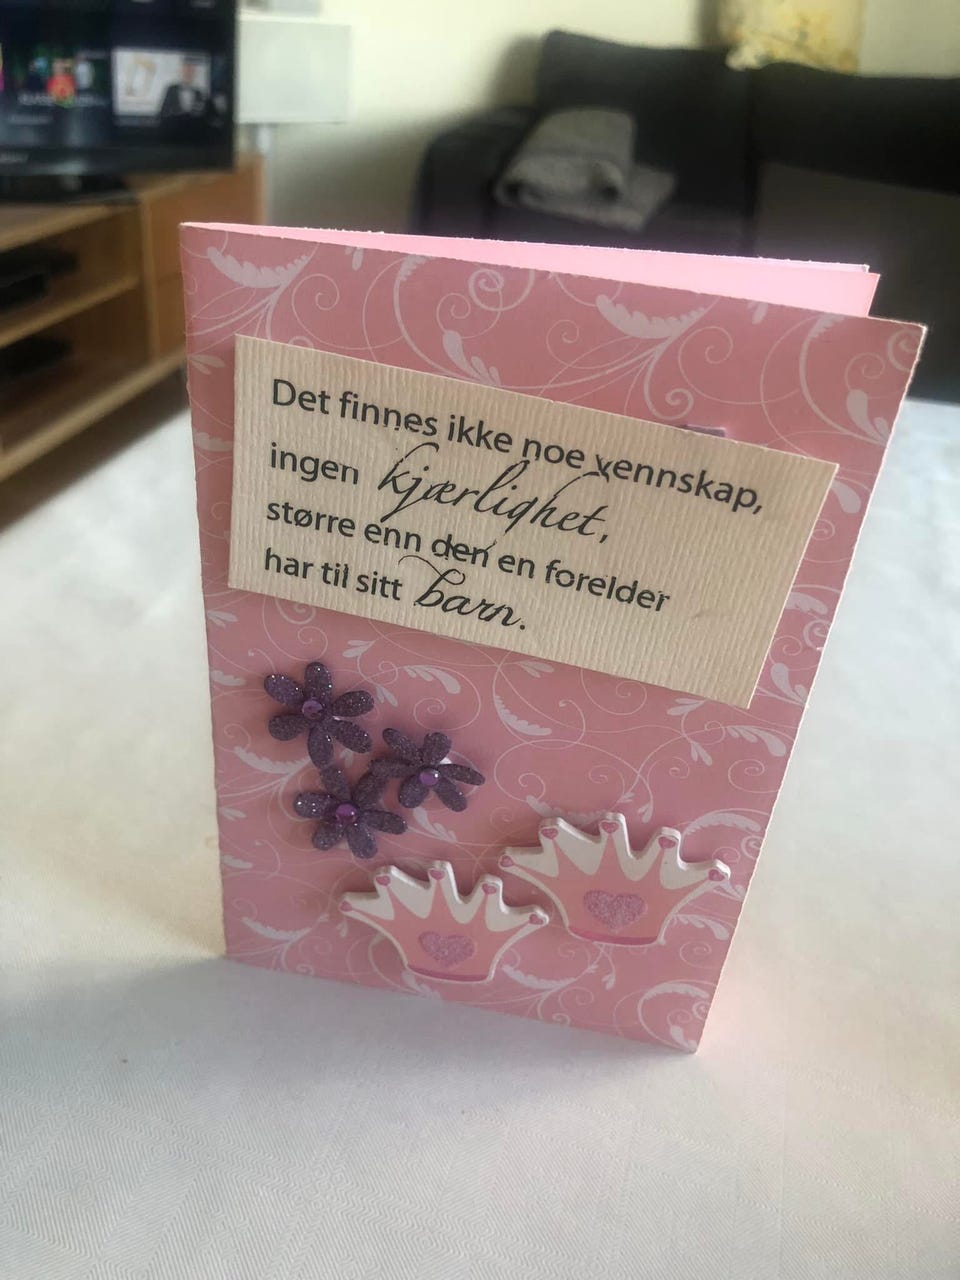 Det finnes ikke noe vennskap,
ingen kjærlighet,
større enn den en forelder
har til sitt barn.